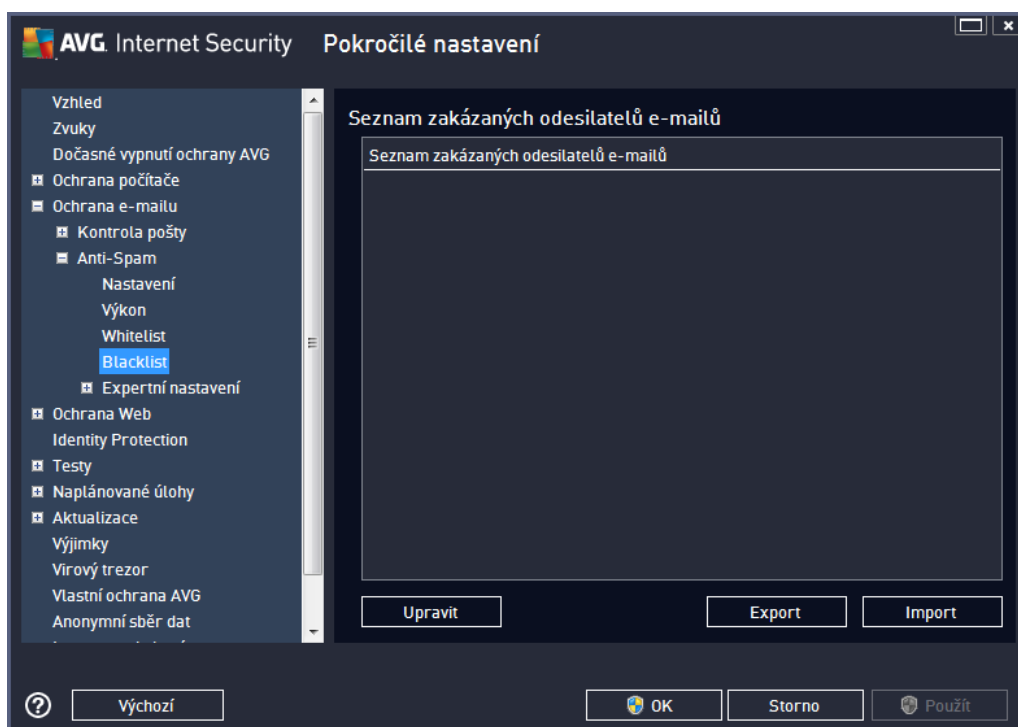 AVG. Internet Security Pokročilé nastavení
Vzhled
Zvuky
Dočasné vypnutí ochrany AVG
Ochrana počítače
Ochrana e-mailu
Kontrola pošty
Anti-Spam
Nastavení
Výkon
Whitelist
Blacklist
Expertní nastavení
Ochrana Web
Identity Protection
Testy
Naplánované úlohy
Aktualizace
Výjimky
Virový trezor
Vlastní ochrana AVG
Anonymní sběr dat
Seznam zakázaných odesilatelů e-mailů
Seznam zakázaných odesilatelů e-mailů
Upravit
Export
Import
Výchozí
OK
Storno
Použít